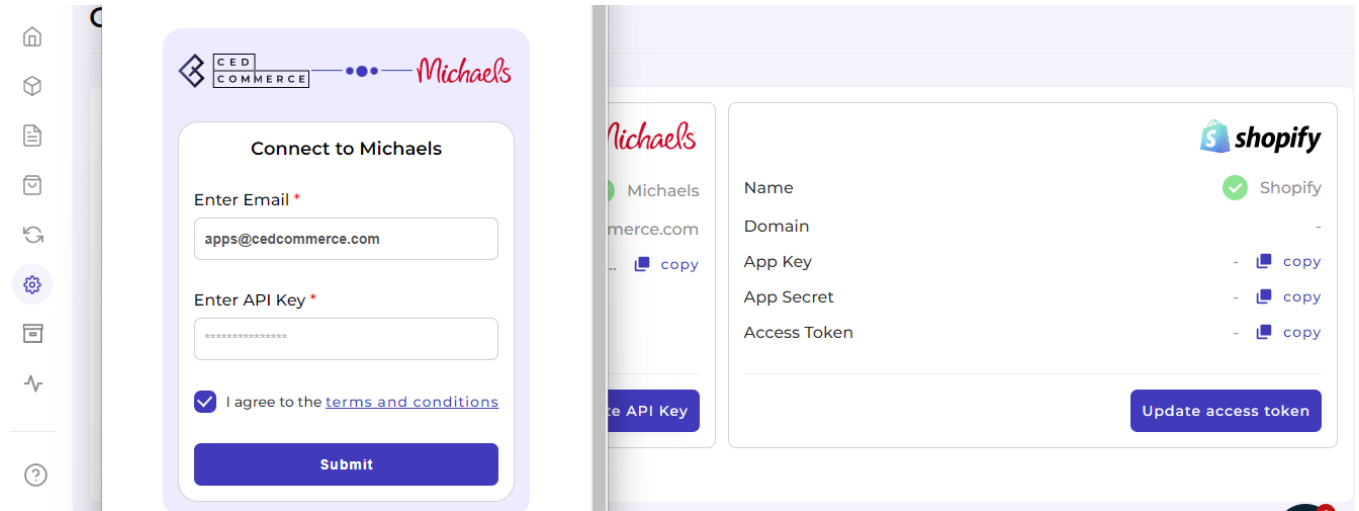 CED
COMMERCE
Michaels
Connect to Michaels
Enter Email *
apps@cedcommerce.com
Enter API Key *
***************
I agree to the terms and conditions
Submit
Michaels
Michaels
merce.com
... copy
te API Key
shopify
Name Shopify
Domain -
App Key - copy
App Secret - copy
Access Token - copy
Update access token